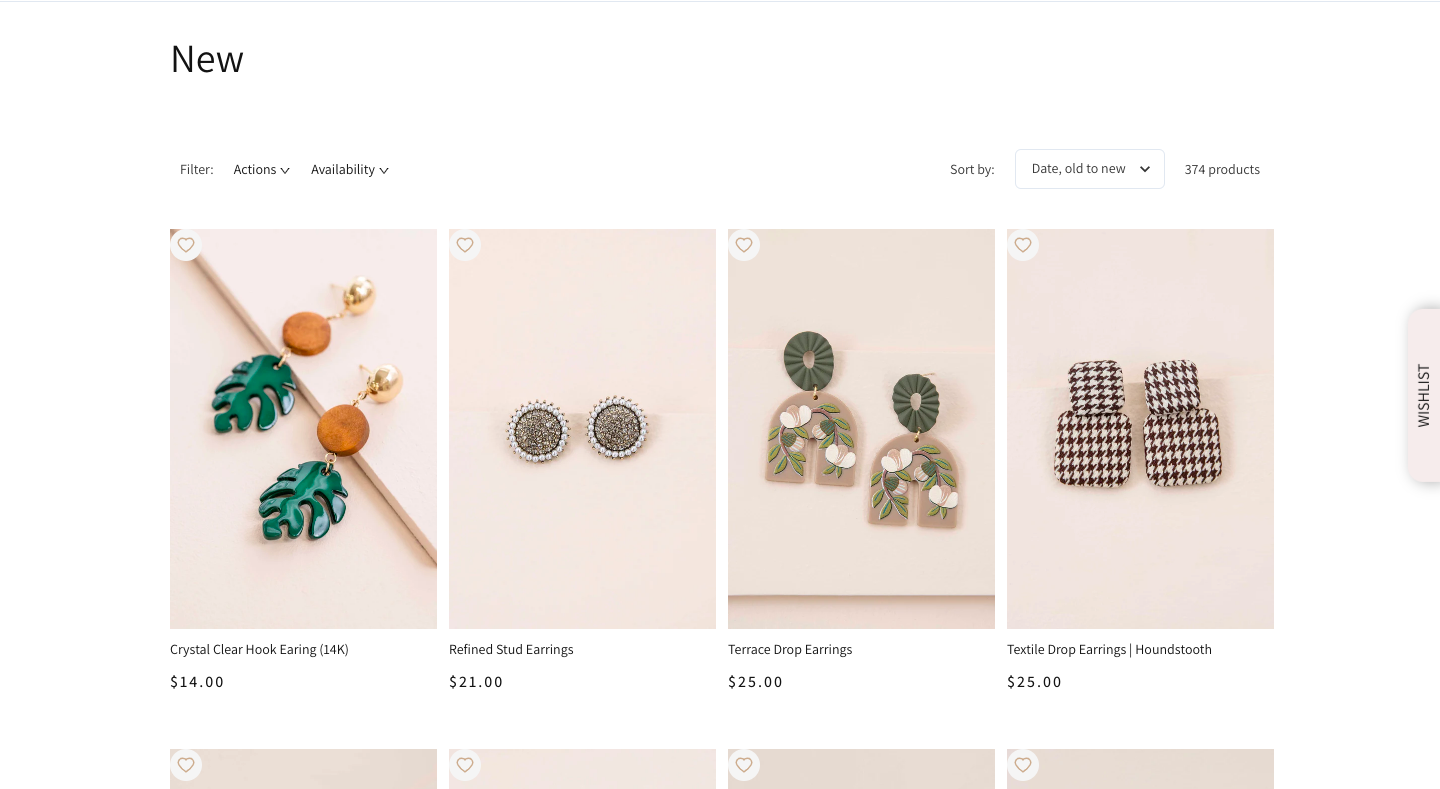 New
Filter: Actions Availability Sort by: Date, old to new 374 products
WISHLIST
Crystal Clear Hook Earing (14K)
$14.00
Refined Stud Earrings
$21.00
Terrace Drop Earrings
$25.00
Textile Drop Earrings | Houndstooth
$25.00